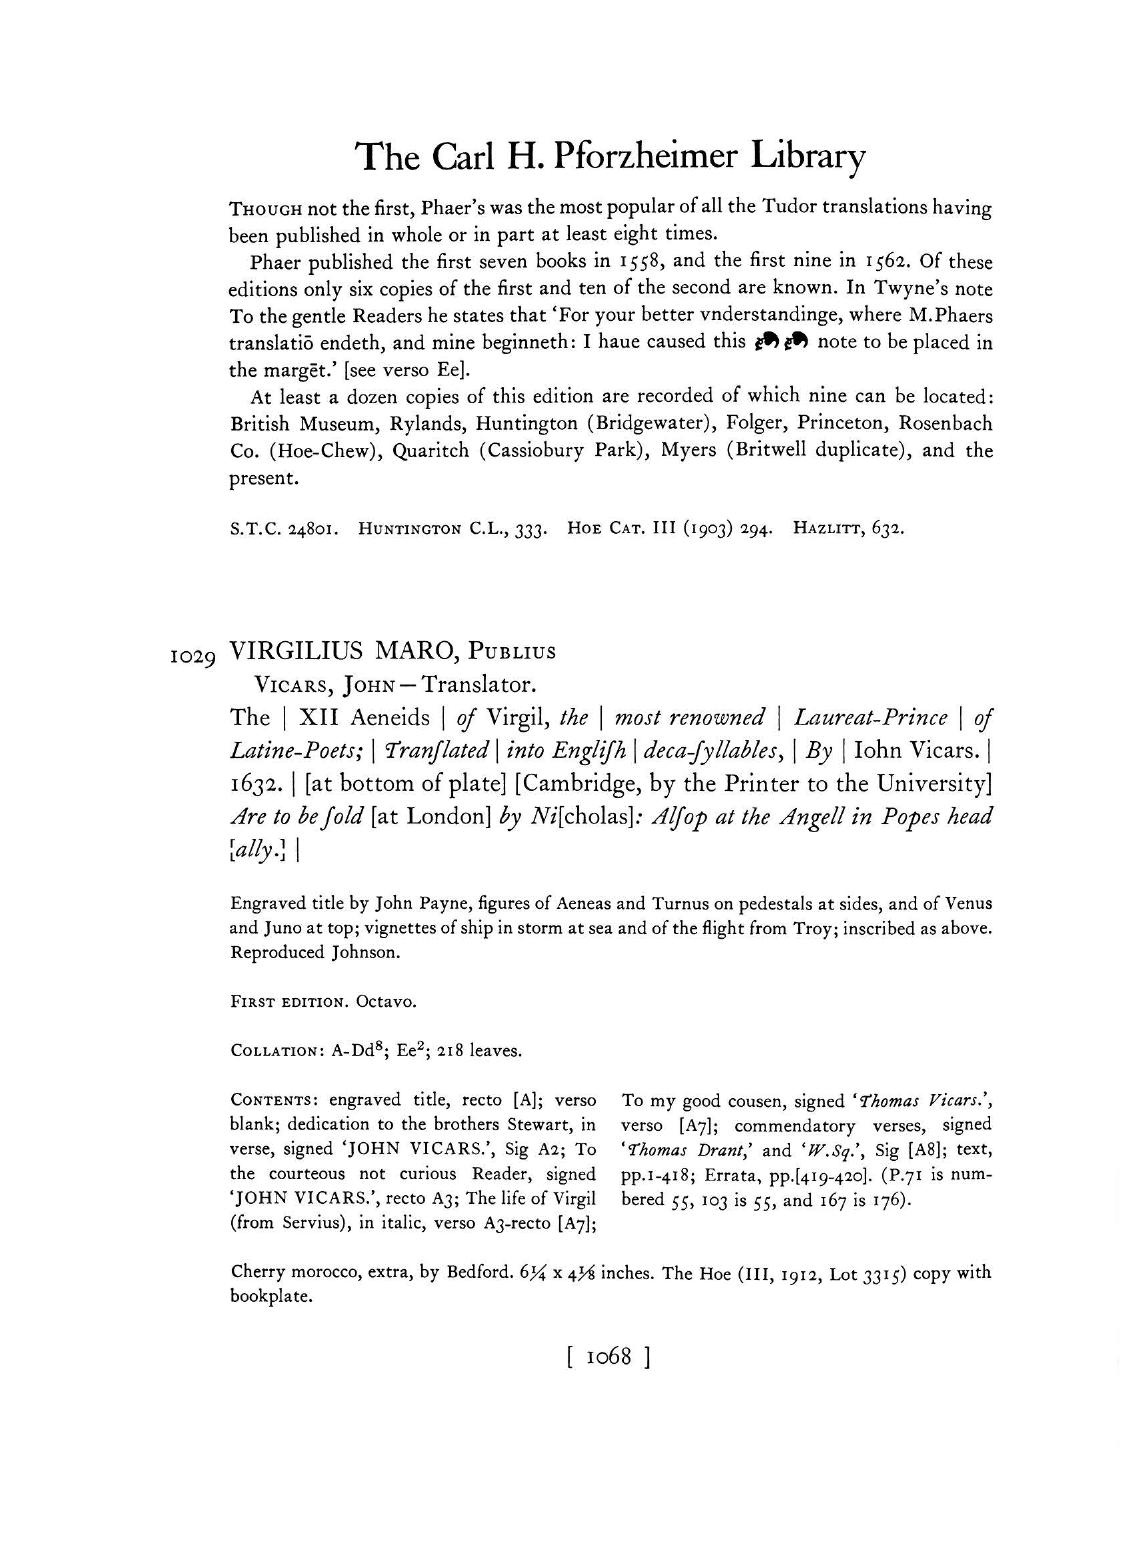 The Carl H. Pforzheimer Library
THOUGH not the first, Phaer's was the most popular of all the Tudor translations having
been published in whole or in part at least eight times.
Phaer published the first seven books in 1558, and the first nine in 1562. Of these
editions only six copies of the first and ten of the second are known. In Twyne's note
To the gentle Readers he states that ‘For your better vnderstandinge, where M.Phaers
translatiō endeth, and mine beginneth: I haue caused this ❧ ❧ note to be placed in
the margēt.’ [see verso Ee].
At least a dozen copies of this edition are recorded of which nine can be located:
British Museum, Rylands, Huntington (Bridgewater), Folger, Princeton, Rosenbach
Co. (Hoe-Chew), Quaritch (Cassiobury Park), Myers (Britwell duplicate), and the
present.
S.T.C. 24801. HUNTINGTON C.L., 333. HOE CAT. III (1903) 294. HAZLITT, 632.
1029 VIRGILIUS MARO, PUBLIUS
VICARS, JOHN—Translator.
The | XII Aeneids | of Virgil, the | most renowned | Laureat-Prince | of
Latine-Poets; | Tranſlated | into Engliſh | deca-ſyllables, | By | Iohn Vicars. |
1632. | [at bottom of plate] [Cambridge, by the Printer to the University]
Are to be ſold [at London] by Ni[cholas]: Alſop at the Angell in Popes head
[ally.] |
Engraved title by John Payne, figures of Aeneas and Turnus on pedestals at sides, and of Venus
and Juno at top; vignettes of ship in storm at sea and of the flight from Troy; inscribed as above.
Reproduced Johnson.
FIRST EDITION. Octavo.
COLLATION: A-Dd⁸; Ee²; 218 leaves.
CONTENTS: engraved title, recto [A]; verso
blank; dedication to the brothers Stewart, in
verse, signed ‘JOHN VICARS.’, Sig A2; To
the courteous not curious Reader, signed
‘JOHN VICARS.’, recto A3; The life of Virgil
(from Servius), in italic, verso A3-recto [A7];
To my good cousen, signed ‘Thomas Vicars.’,
verso [A7]; commendatory verses, signed
‘Thomas Drant,’ and ‘W.Sq.’, Sig [A8]; text,
pp.1-418; Errata, pp.[419-420]. (P.71 is num-
bered 55, 103 is 55, and 167 is 176).
Cherry morocco, extra, by Bedford. 6¼ x 4⅛ inches. The Hoe (III, 1912, Lot 3315) copy with
bookplate.
[ 1068 ]